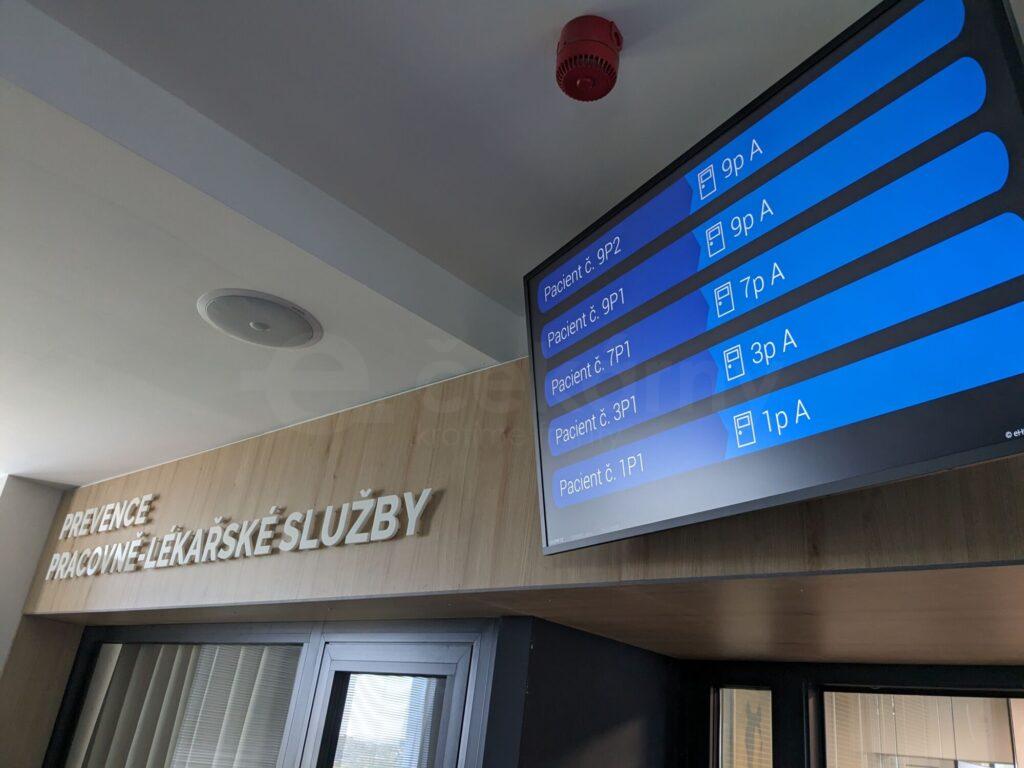 Pacient č. 9P2 9p A
Pacient č. 9P1 9p A
Pacient č. 7P1 7p A
Pacient č. 3P1 3p A
Pacient č. 1P1 1p A
PREVENCE
PRACOVNĚ-LÉKAŘSKÉ SLUŽBY